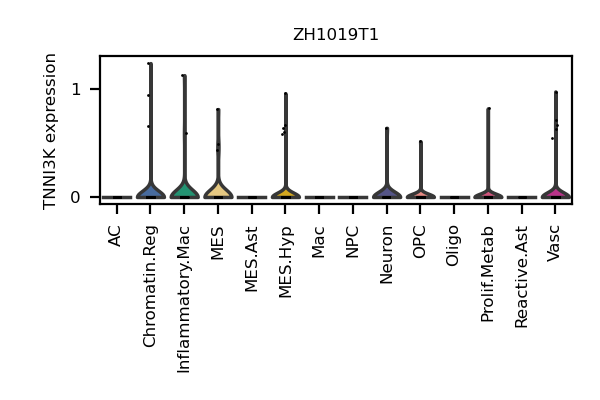 ZH1019T1
TNNI3K expression
1
0
AC
Chromatin.Reg
Inflammatory.Mac
MES
MES.Ast
MES.Hyp
Mac
NPC
Neuron
OPC
Oligo
Prolif.Metab
Reactive.Ast
Vasc